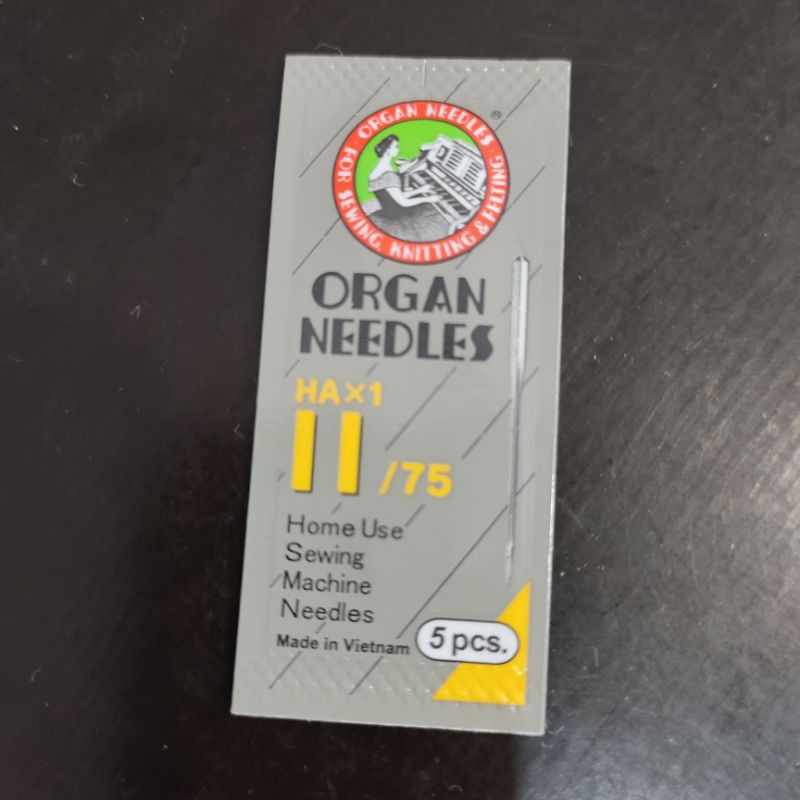 ORGAN NEEDLES ®
FOR SEWING, KNITTING & FELTING
ORGAN
NEEDLES
HA×1
11/75
Home Use
Sewing
Machine
Needles
Made in Vietnam
5 pcs.